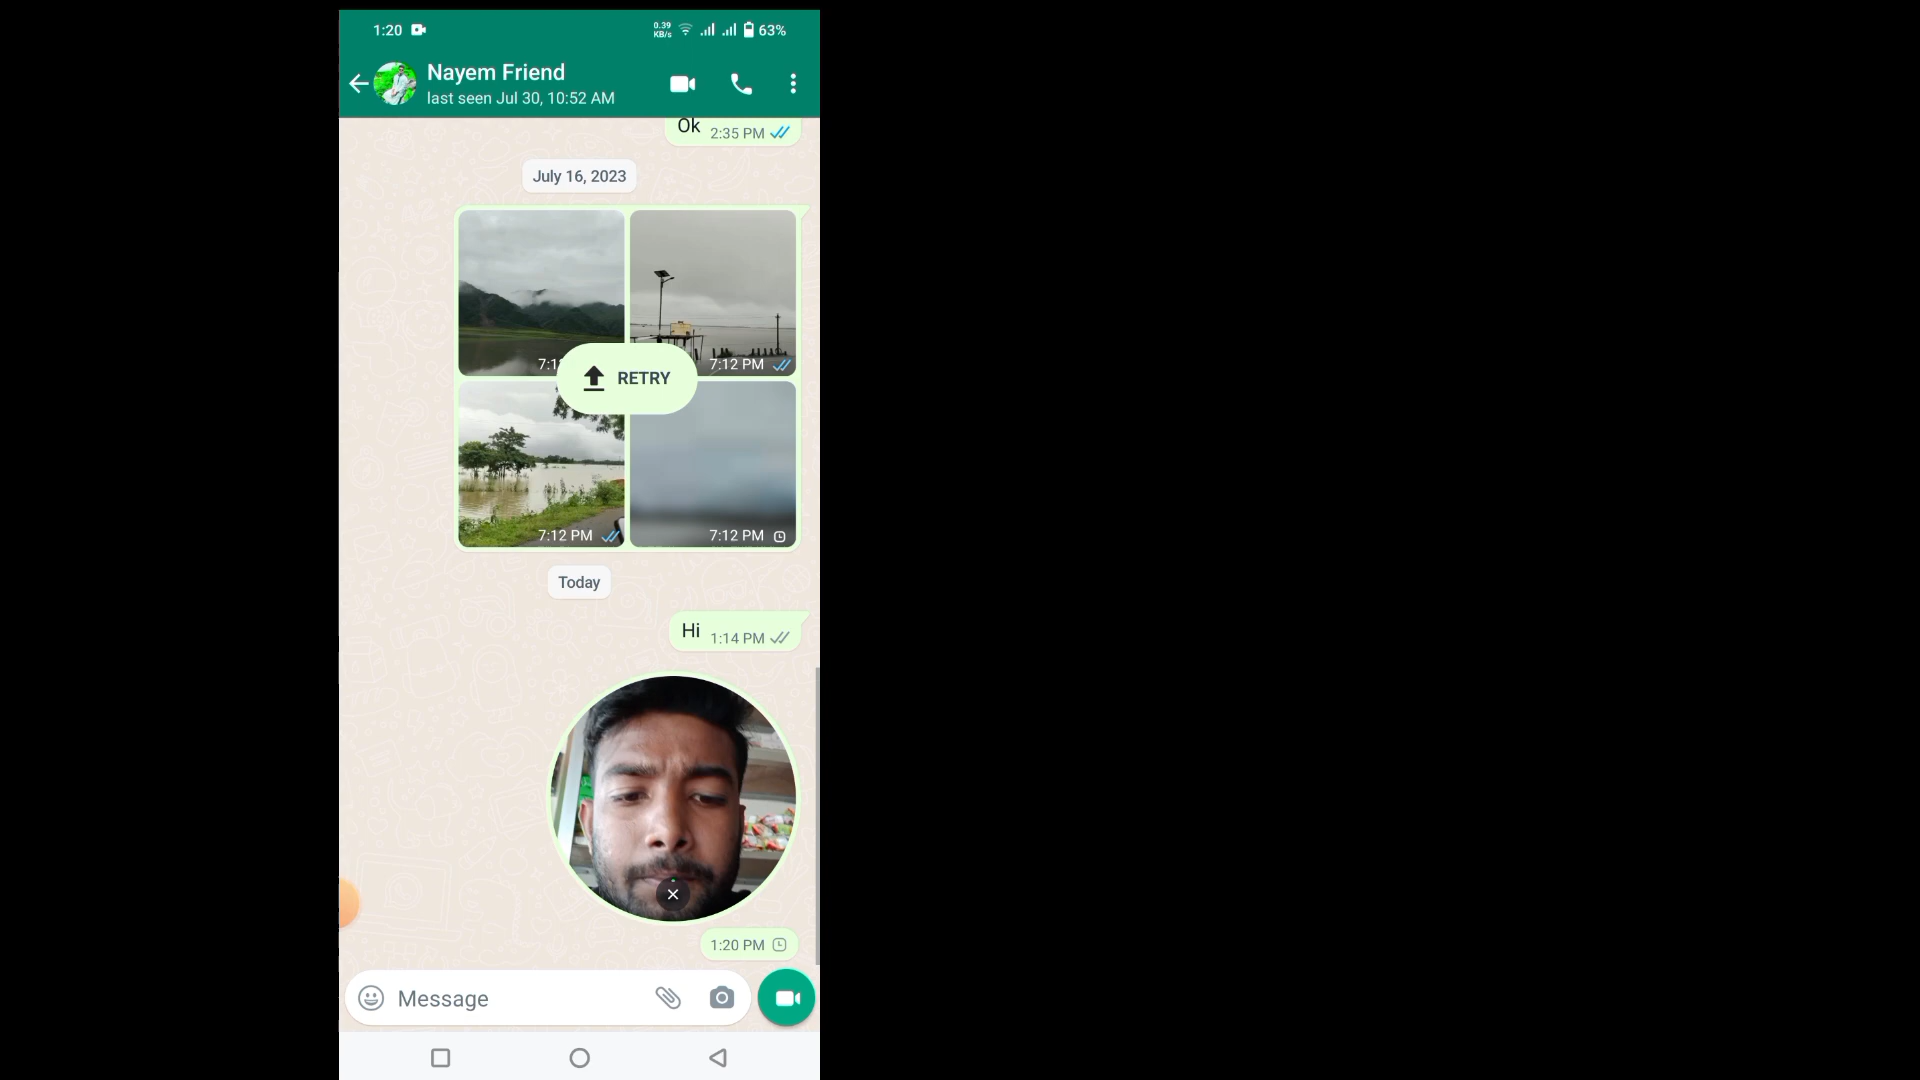 1:20
0.39
KB/s
63%
Nayem Friend
last seen Jul 30, 10:52 AM
Ok 2:35 PM
July 16, 2023
7:12 PM
RETRY
7:12 PM
7:12 PM
Today
Hi 1:14 PM
1:20 PM
Message